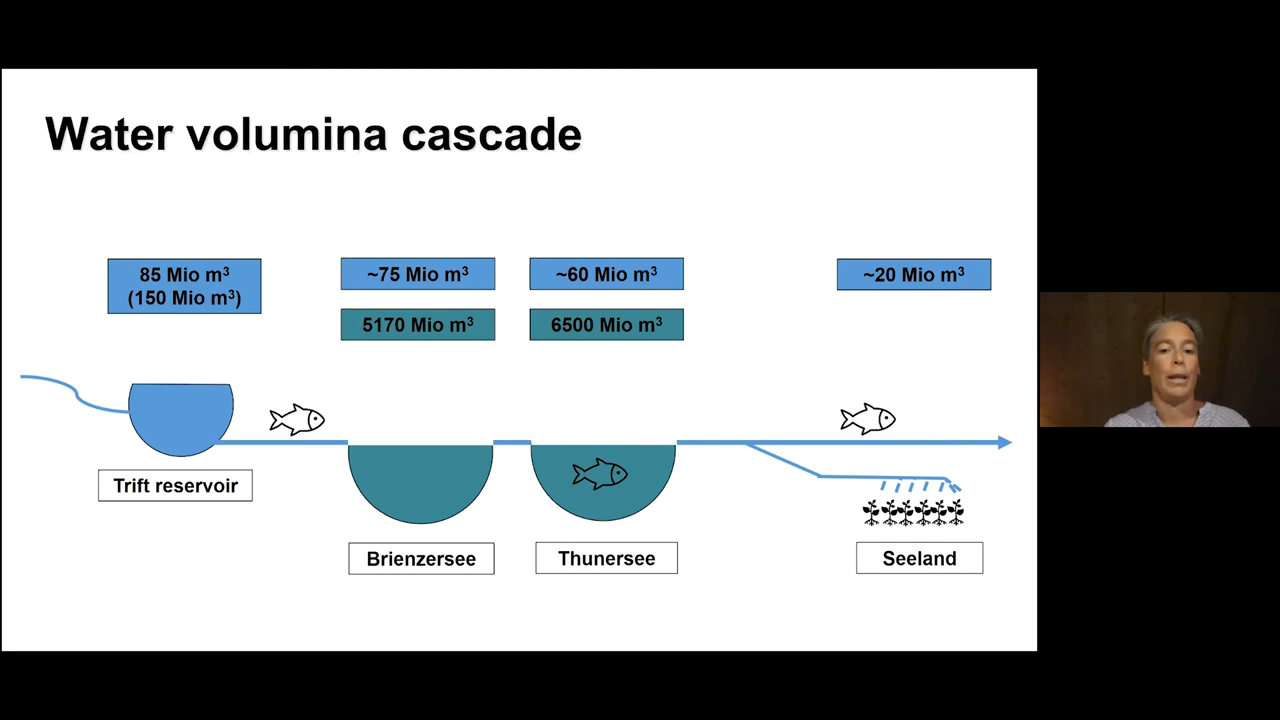 Water volumina cascade
85 Mio m³
(150 Mio m³)
~75 Mio m³
~60 Mio m³
~20 Mio m³
5170 Mio m³
6500 Mio m³
Trift reservoir
Brienzersee
Thunersee
Seeland